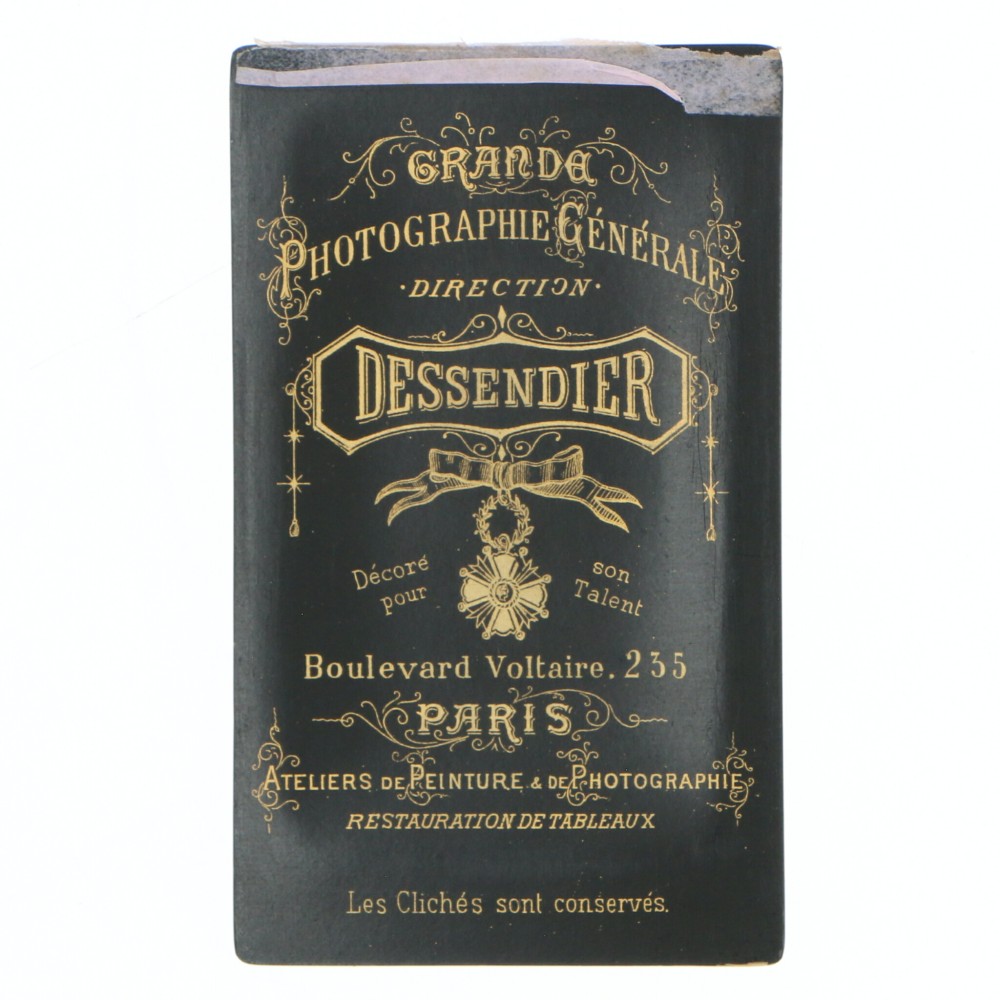 GRANDE
PHOTOGRAPHIE GÉNÉRALE
·DIRECTION·
DESSENDIER
Décoré pour son Talent
Boulevard Voltaire. 235
PARIS
ATELIERS DE PEINTURE & DE PHOTOGRAPHIE
RESTAURATION DE TABLEAUX
Les Clichés sont conservés.